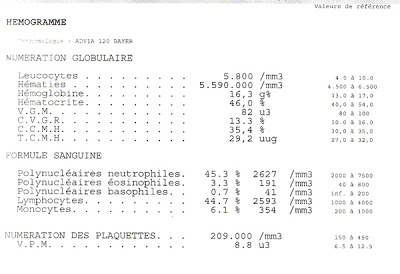 Valeurs de référence
HEMOGRAMME
: ADVIA 120 BAYER
NUMERATION GLOBULAIRE
Leucocytes . . . . . . . . . . 5.800 /mm3 4.0 à 10.0
Hématies . . . . . . . . . . . 5.590.000 /mm3 4.500 à 6.500
Hémoglobine. . . . . . . . . . 16,3 g% 13,0 à 17,0
Hématocrite. . . . . . . . . . 46,0 % 40,0 à 54,0
V.G.M. . . . . . . . . . . . . 82 u3 80 à 100
C.V.G.R. . . . . . . . . . . . 13.3 % 10.0 à 16.0
C.C.M.H. . . . . . . . . . . . 35,4 % 30,0 à 35,0
T.C.M.H. . . . . . . . . . . . 29,2 uug 27,0 à 32,0
FORMULE SANGUINE
Polynucléaires neutrophiles. 45.3 % 2627 /mm3 2000 à 7500
Polynucléaires éosinophiles. 3.3 % 191 /mm3 40 à 800
Polynucléaires basophiles. . 0.7 % 41 /mm3 inf. à 200
Lymphocytes. . . . . . . . . 44.7 % 2593 /mm3 1000 à 4000
Monocytes. . . . . . . . . . 6.1 % 354 /mm3 200 à 1000
NUMERATION DES PLAQUETTES. . . 209.000 /mm3 150 à 450
V.P.M. . . . . . . . . . . . . 8.8 u3 6.5 à 12.5